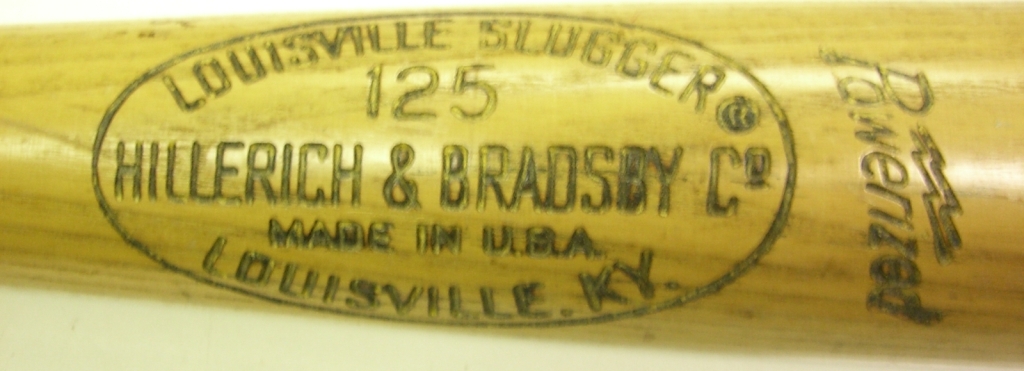 LOUISVILLE SLUGGER®
125
HILLERICH & BRADSBY Co
MADE IN U.S.A.
LOUISVILLE. KY.
Powerized